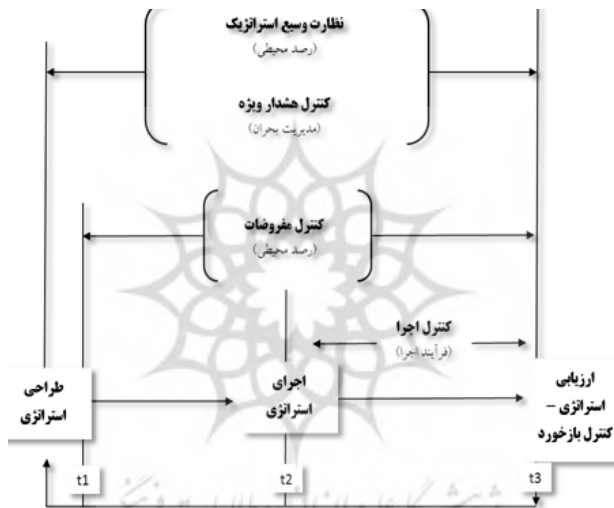 نظارت وسیع استراتژیک
(رصد محیطی)
کنترل هشدار ویژه
(مدیریت بحران)
کنترل مفروضات
(رصد محیطی)
کنترل اجرا
(فرآیند اجرا)
طراحی
استراتژی
اجرای
استراتژی
ارزیابی
استراتژی –
کنترل بازخورد
t1
t2
t3